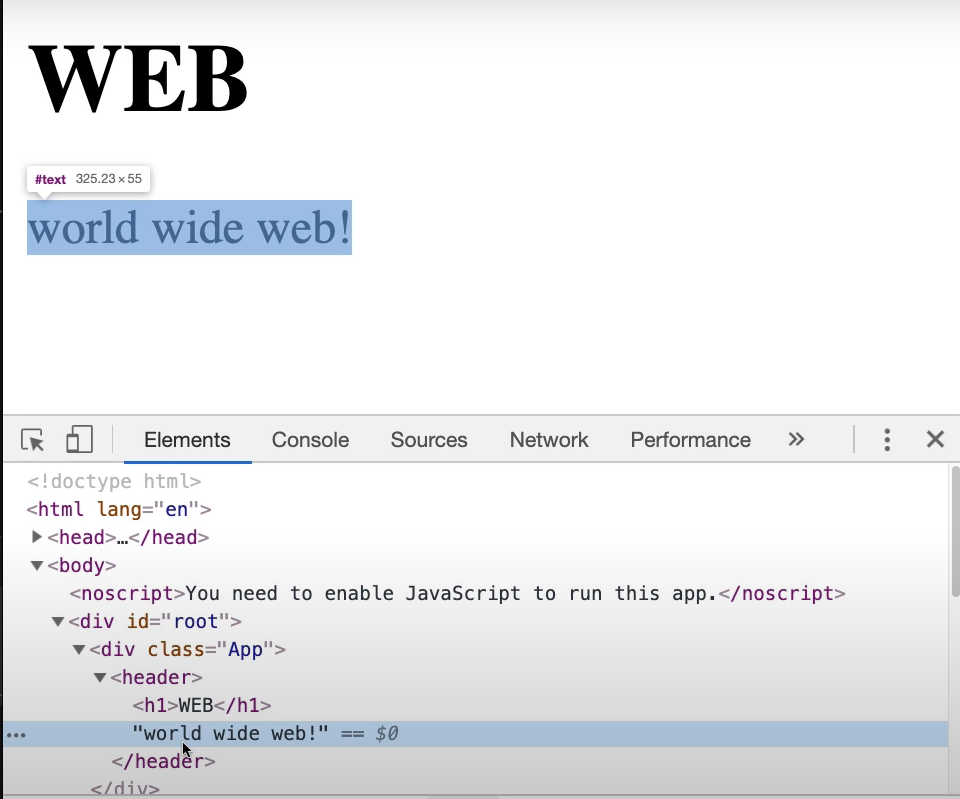 WEB
#text 325.23 × 55
world wide web!
Elements Console Sources Network Performance »
<!doctype html>
<html lang="en">
▶<head>…</head>
▼<body>
<noscript>You need to enable JavaScript to run this app.</noscript>
▼<div id="root">
▼<div class="App">
▼<header>
<h1>WEB</h1>
… "world wide web!" == $0
</header>
</div>